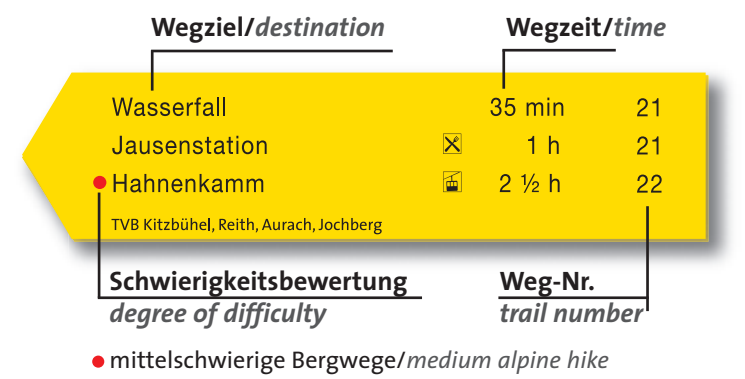 Wegziel/destination Wegzeit/time
Wasserfall 35 min 21
Jausenstation 1 h 21
Hahnenkamm 2 ½ h 22
TVB Kitzbühel, Reith, Aurach, Jochberg
Schwierigkeitsbewertung Weg-Nr.
degree of difficulty trail number
mittelschwierige Bergwege/medium alpine hike